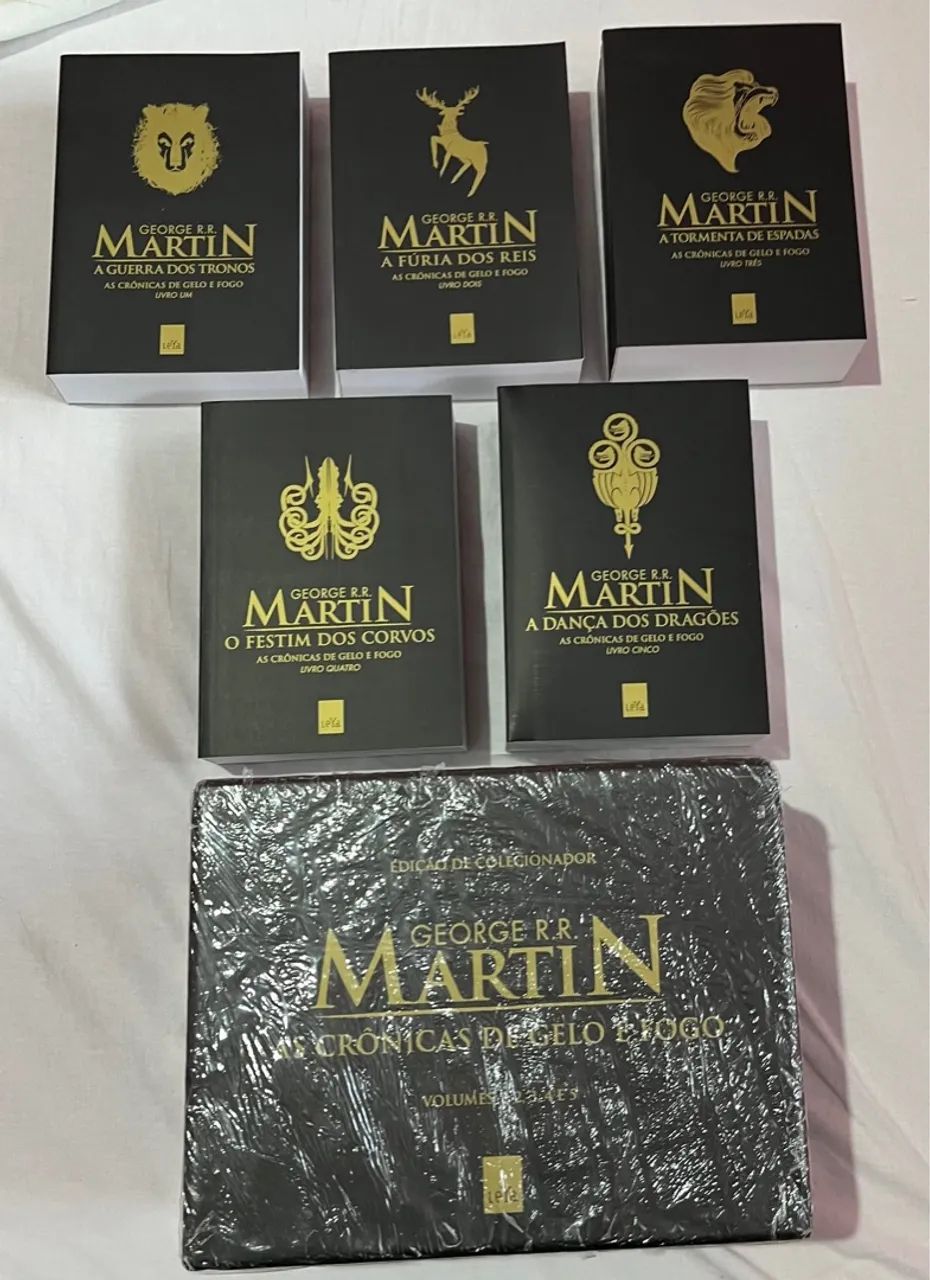 GEORGE R.R.
MARTIN
A GUERRA DOS TRONOS
AS CRÔNICAS DE GELO E FOGO
LIVRO UM
LeYa
GEORGE R.R.
MARTIN
A FÚRIA DOS REIS
AS CRÔNICAS DE GELO E FOGO
LIVRO DOIS
LeYa
GEORGE R.R.
MARTIN
A TORMENTA DE ESPADAS
AS CRÔNICAS DE GELO E FOGO
LIVRO TRÊS
LeYa
GEORGE R.R.
MARTIN
O FESTIM DOS CORVOS
AS CRÔNICAS DE GELO E FOGO
LIVRO QUATRO
LeYa
GEORGE R.R.
MARTIN
A DANÇA DOS DRAGÕES
AS CRÔNICAS DE GELO E FOGO
LIVRO CINCO
LeYa
EDIÇÃO DE COLECIONADOR
GEORGE R.R.
MARTIN
AS CRÔNICAS DE GELO E FOGO
VOLUMES 2, 3, 4 E 5
LeYa